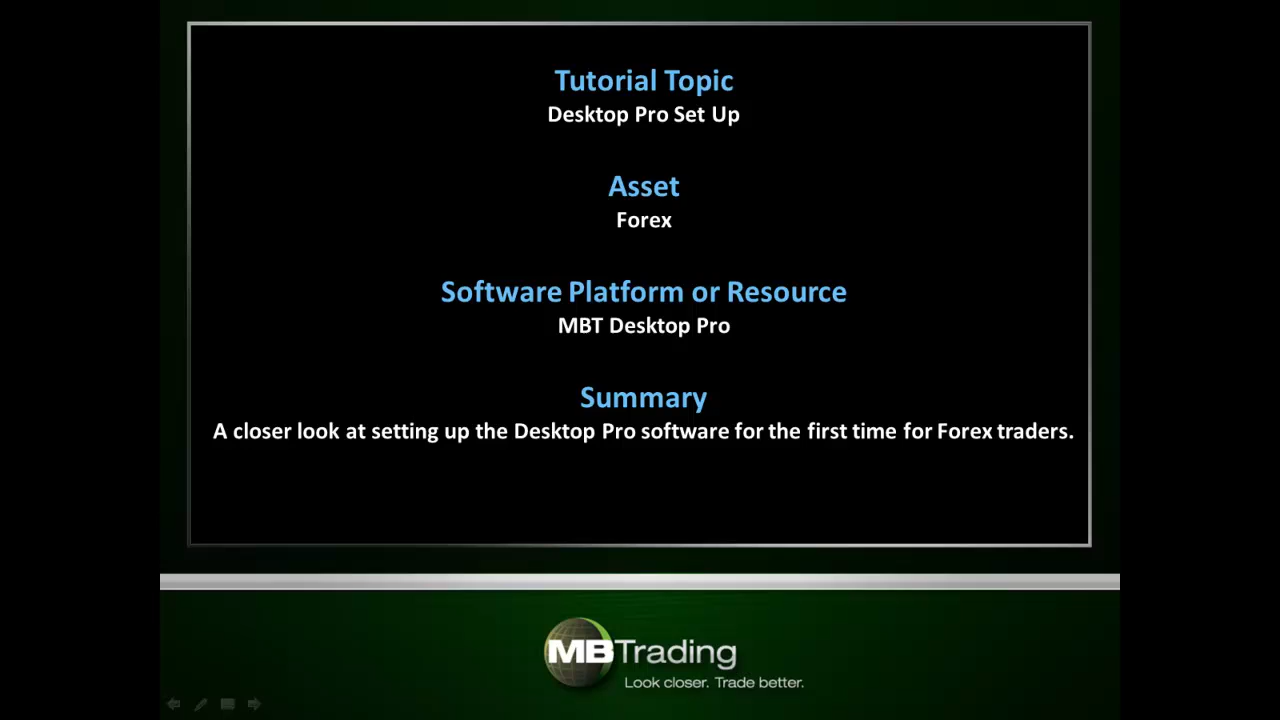 Tutorial Topic
Desktop Pro Set Up
Asset
Forex
Software Platform or Resource
MBT Desktop Pro
Summary
A closer look at setting up the Desktop Pro software for the first time for Forex traders.
MBTrading
Look closer. Trade better.